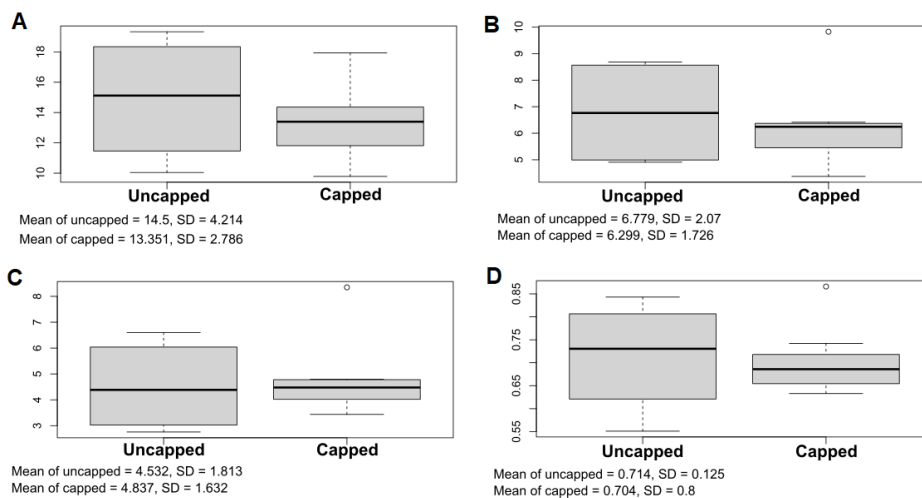 A
18
16
14
12
10
Uncapped Capped
Mean of uncapped = 14.5, SD = 4.214
Mean of capped = 13.351, SD = 2.786
B
10
9
8
7
6
5
Uncapped Capped
Mean of uncapped = 6.779, SD = 2.07
Mean of capped = 6.299, SD = 1.726
C
8
7
6
5
4
3
Uncapped Capped
Mean of uncapped = 4.532, SD = 1.813
Mean of capped = 4.837, SD = 1.632
D
0.85
0.75
0.65
0.55
Uncapped Capped
Mean of uncapped = 0.714, SD = 0.125
Mean of capped = 0.704, SD = 0.8